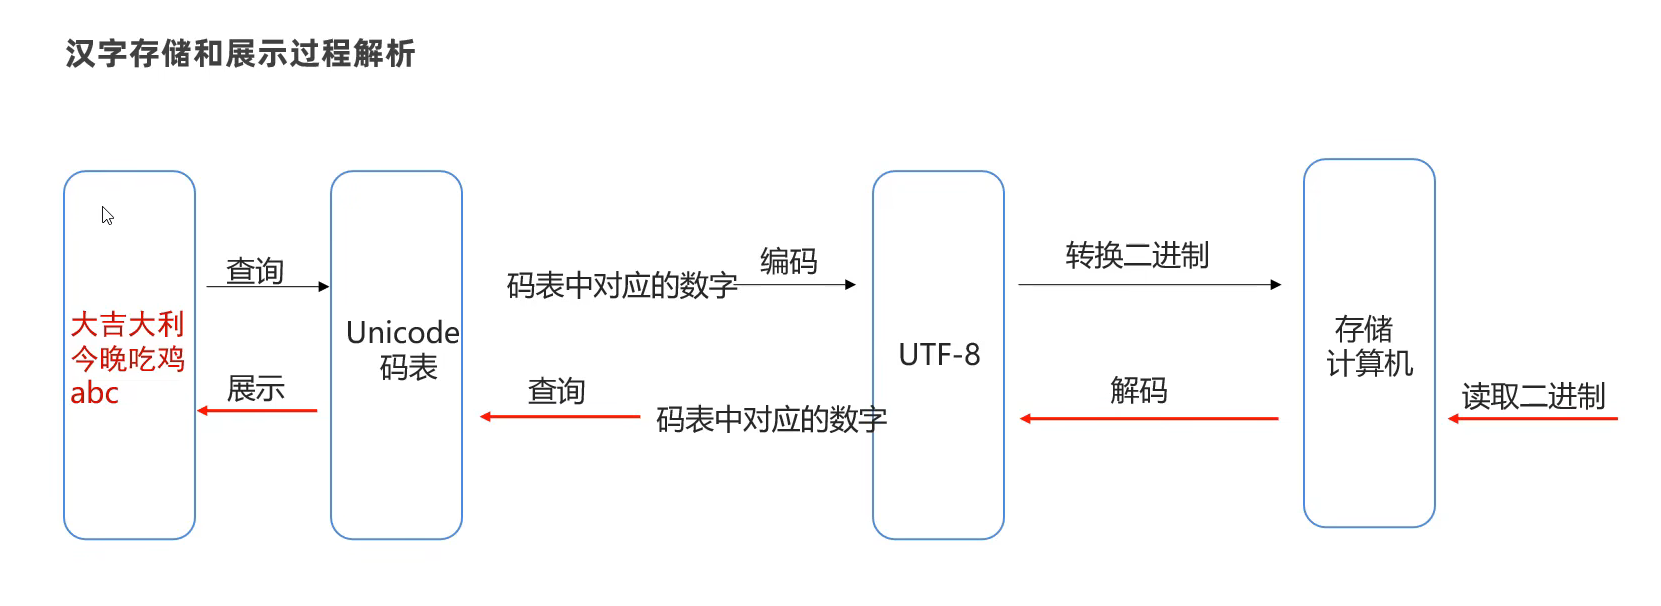 汉字存储和展示过程解析
大吉大利
今晚吃鸡
abc
查询
展示
Unicode
码表
码表中对应的数字
编码
查询
码表中对应的数字
UTF-8
转换二进制
解码
存储
计算机
读取二进制